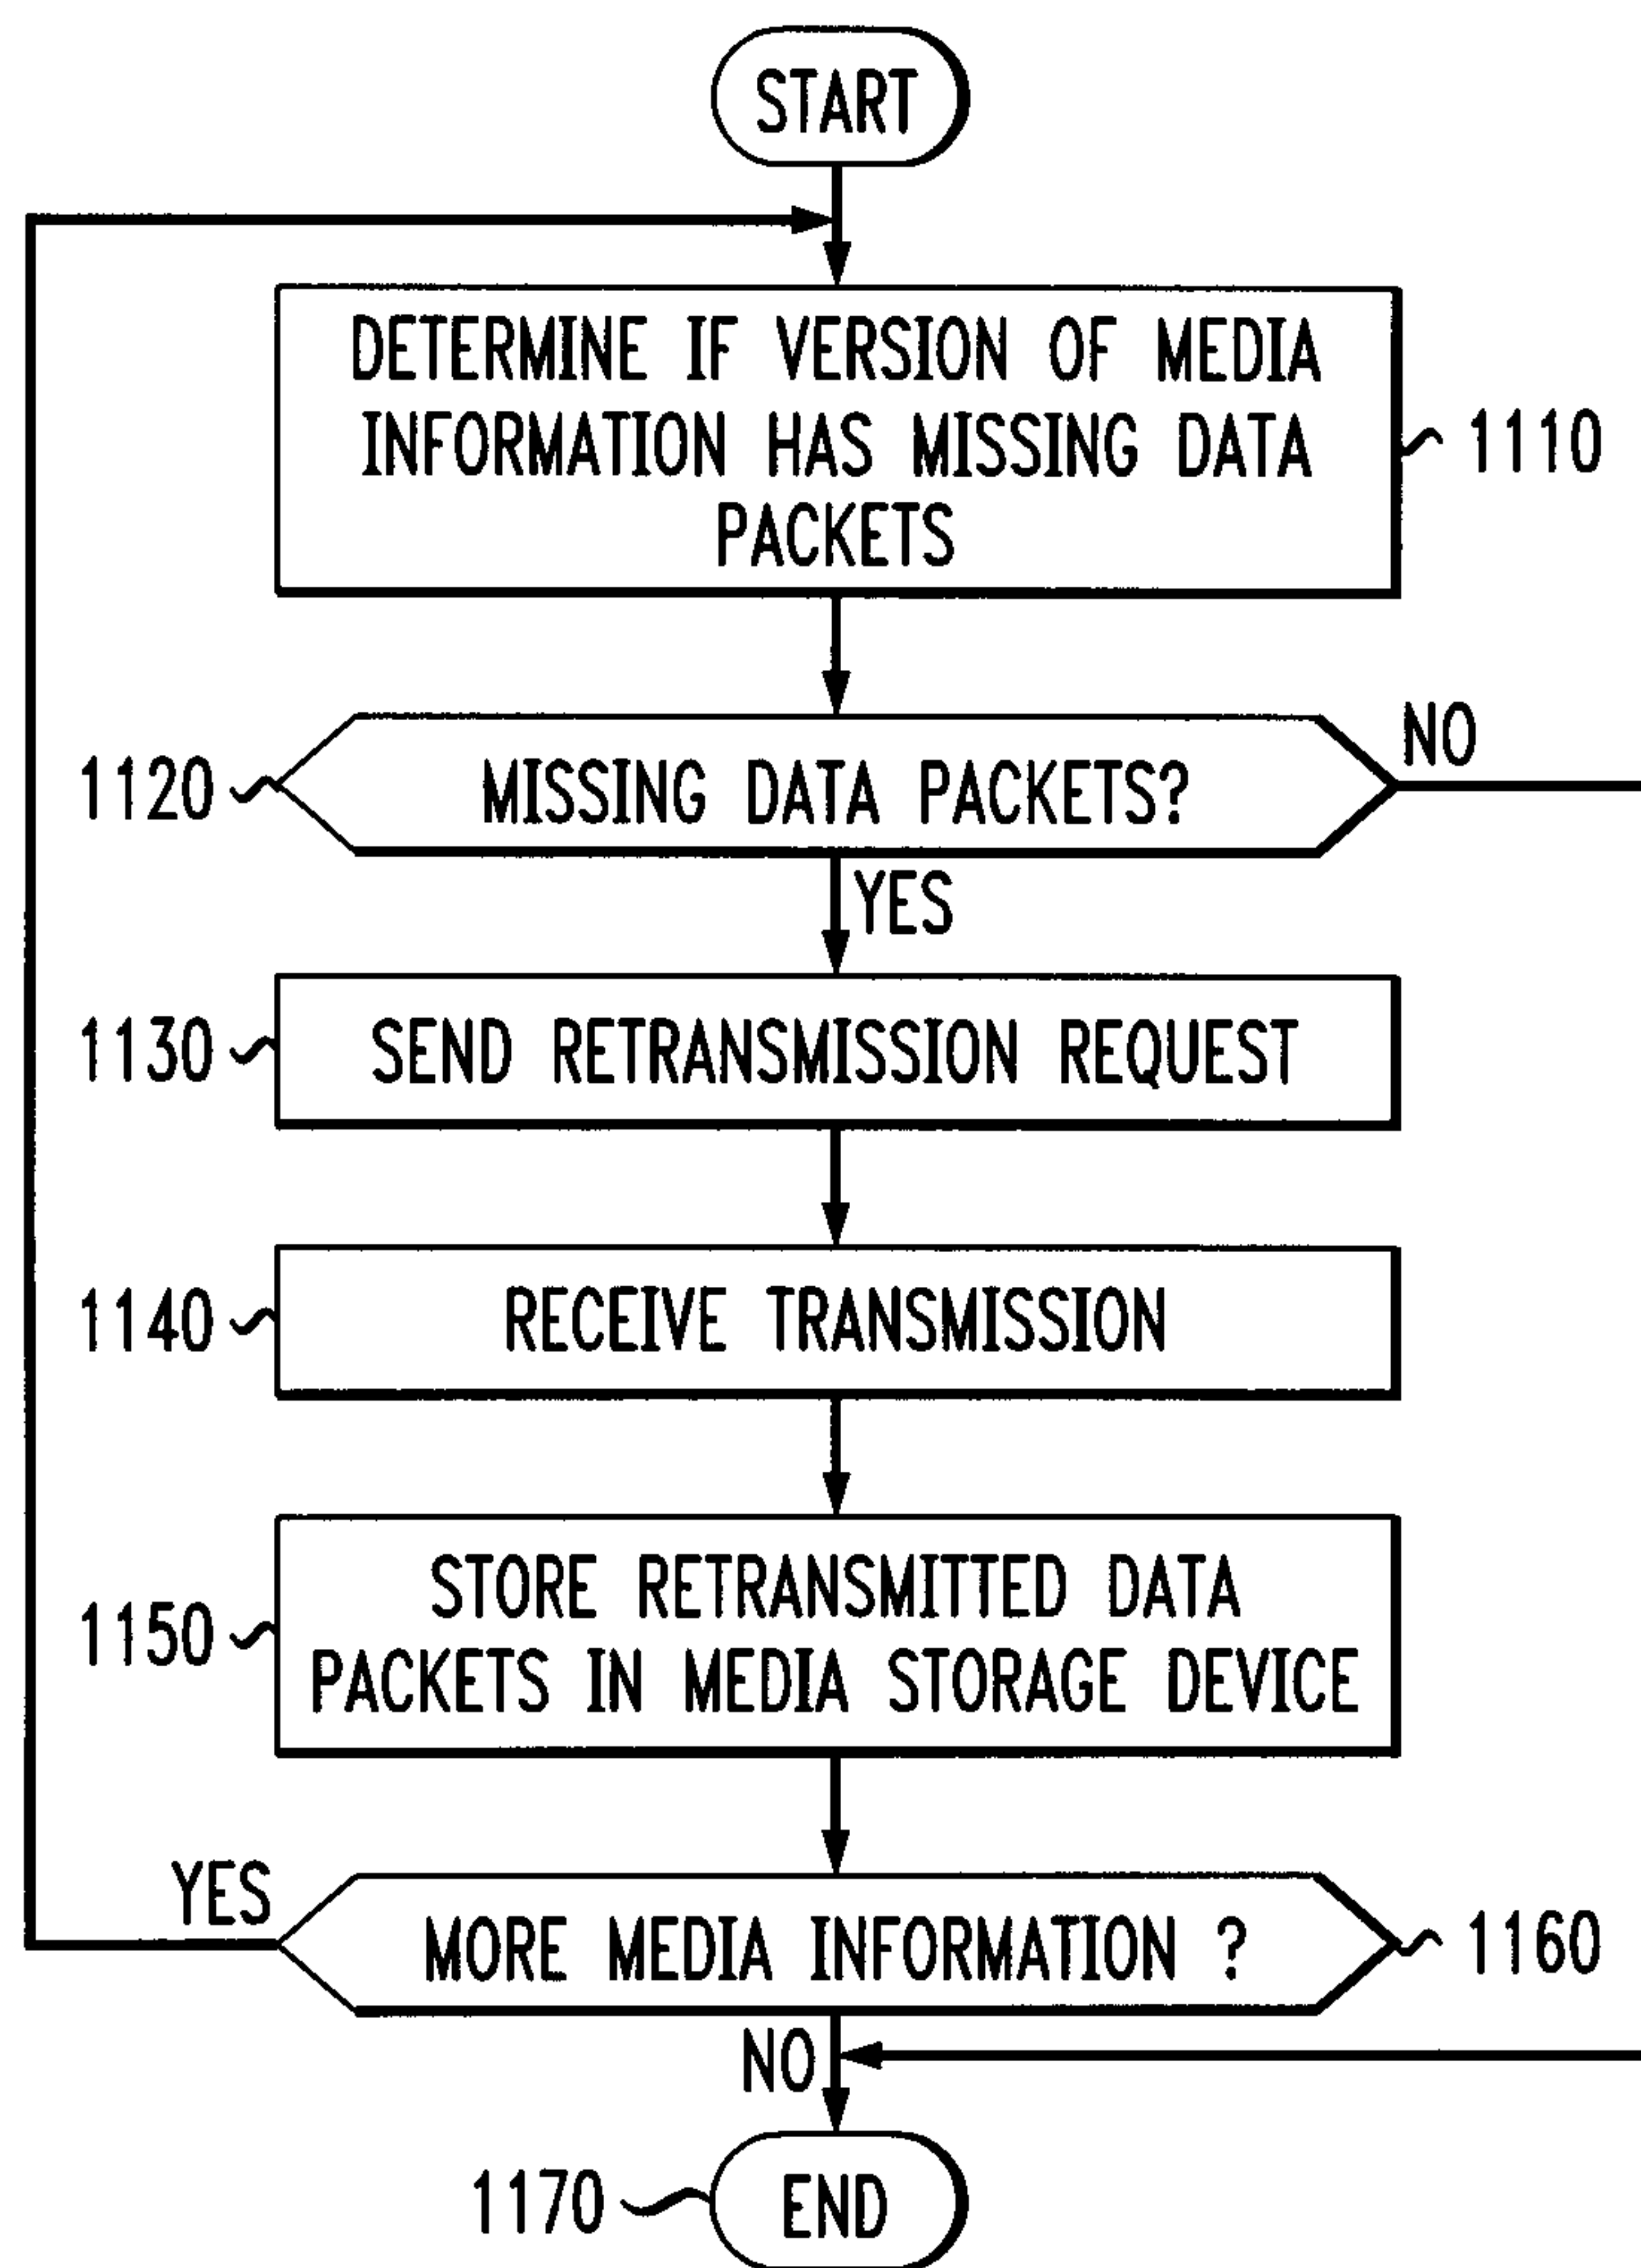 START
DETERMINE IF VERSION OF MEDIA
INFORMATION HAS MISSING DATA
PACKETS
1110
NO
1120
MISSING DATA PACKETS?
YES
1130
SEND RETRANSMISSION REQUEST
1140
RECEIVE TRANSMISSION
1150
STORE RETRANSMITTED DATA
PACKETS IN MEDIA STORAGE DEVICE
YES
MORE MEDIA INFORMATION ?
1160
NO
1170
END